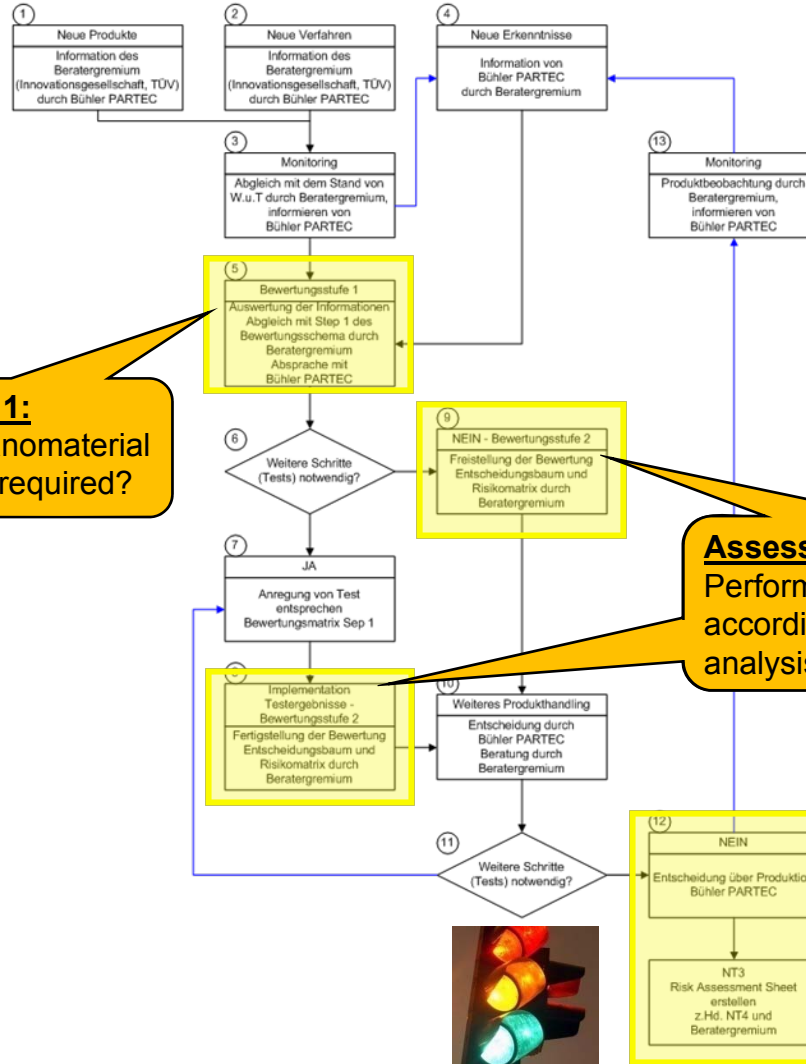 1
Neue Produkte
Information des
Beratergremium
(Innovationsgesellschaft, TÜV)
durch Bühler PARTEC
2
Neue Verfahren
Information des
Beratergremium
(Innovationsgesellschaft, TÜV)
durch Bühler PARTEC
4
Neue Erkenntnisse
Information von
Bühler PARTEC
durch Beratergremium
3
Monitoring
Abgleich mit dem Stand von
W.u.T durch Beratergremium,
informieren von
Bühler PARTEC
13
Monitoring
Produktbeobachtung durch
Beratergremium,
informieren von
Bühler PARTEC
5
Bewertungsstufe 1
Auswertung der Informationen
Abgleich mit Step 1 des
Bewertungsschema durch
Beratergremium
Absprache mit
Bühler PARTEC
1:
nomaterial
required?
6
Weitere Schritte
(Tests) notwendig?
9
NEIN - Bewertungsstufe 2
Freistellung der Bewertung
Entscheidungsbaum und
Risikomatrix durch
Beratergremium
7
JA
Anregung von Test
entsprechen
Bewertungsmatrix Sep 1
Assess
Perform
accordi
analysis
Implementation
Testergebnisse -
Bewertungsstufe 2
Fertigstellung der Bewertung
Entscheidungsbaum und
Risikomatrix durch
Beratergremium
10
Weiteres Produkthandling
Entscheidung durch
Bühler PARTEC
Beratung durch
Beratergremium
11
Weitere Schritte
(Tests) notwendig?
12
NEIN
Entscheidung über Produktio
Bühler PARTEC
NT3
Risk Assessment Sheet
erstellen
z.Hd. NT4 und
Beratergremium